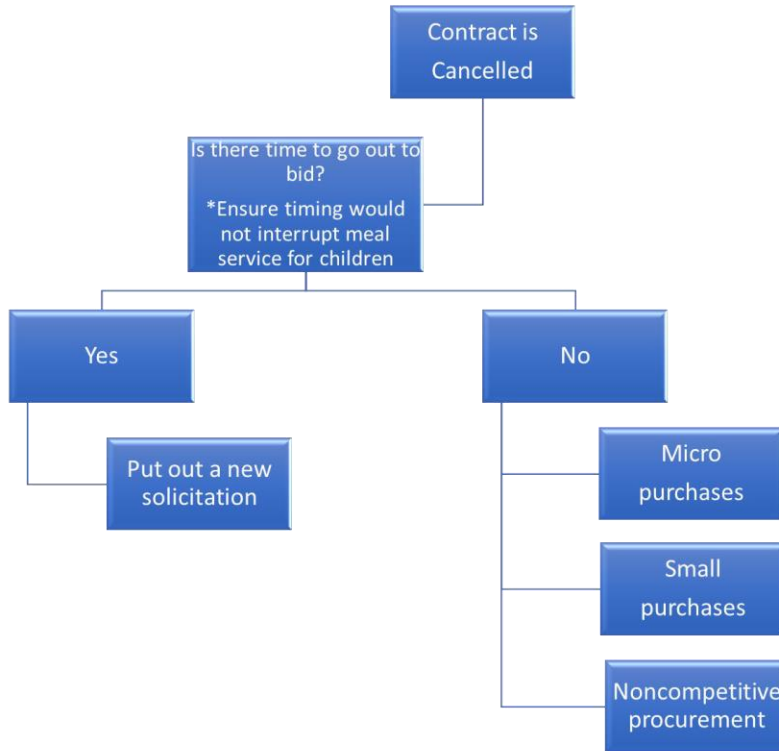 Contract is
Cancelled
Is there time to go out to
bid?
*Ensure timing would
not interrupt meal
service for children
Yes
No
Put out a new
solicitation
Micro
purchases
Small
purchases
Noncompetitive
procurement